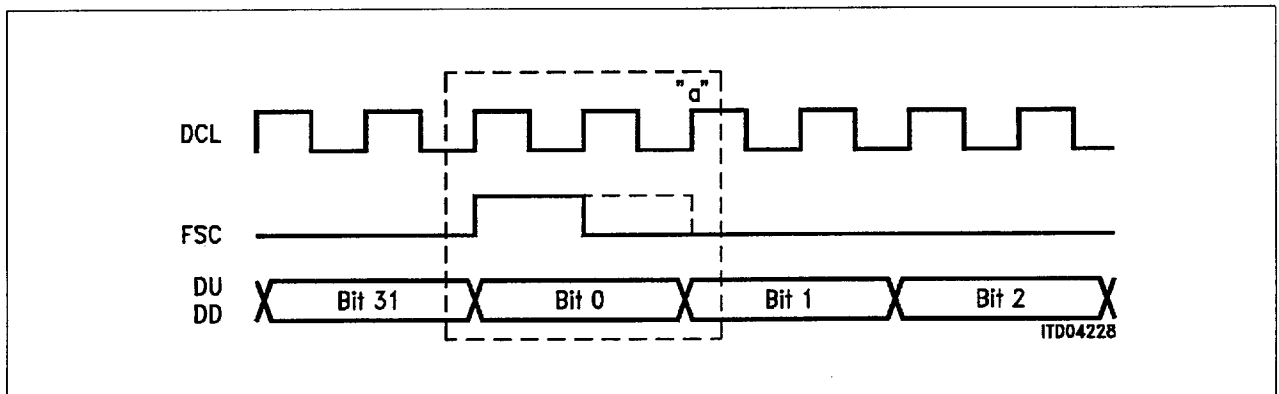 "a"
DCL
FSC
DU
DD
Bit 31
Bit 0
Bit 1
Bit 2
ITD04228